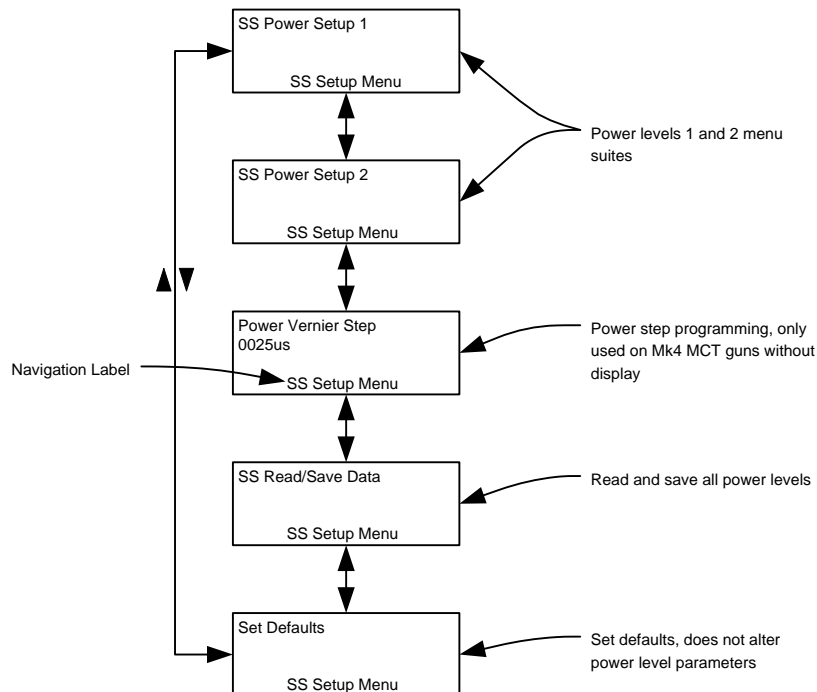 SS Power Setup 1
SS Setup Menu
Power levels 1 and 2 menu
suites
SS Power Setup 2
SS Setup Menu
Power Vernier Step
0025us
SS Setup Menu
Power step programming, only
used on Mk4 MCT guns without
display
Navigation Label
SS Read/Save Data
SS Setup Menu
Read and save all power levels
Set Defaults
SS Setup Menu
Set defaults, does not alter
power level parameters